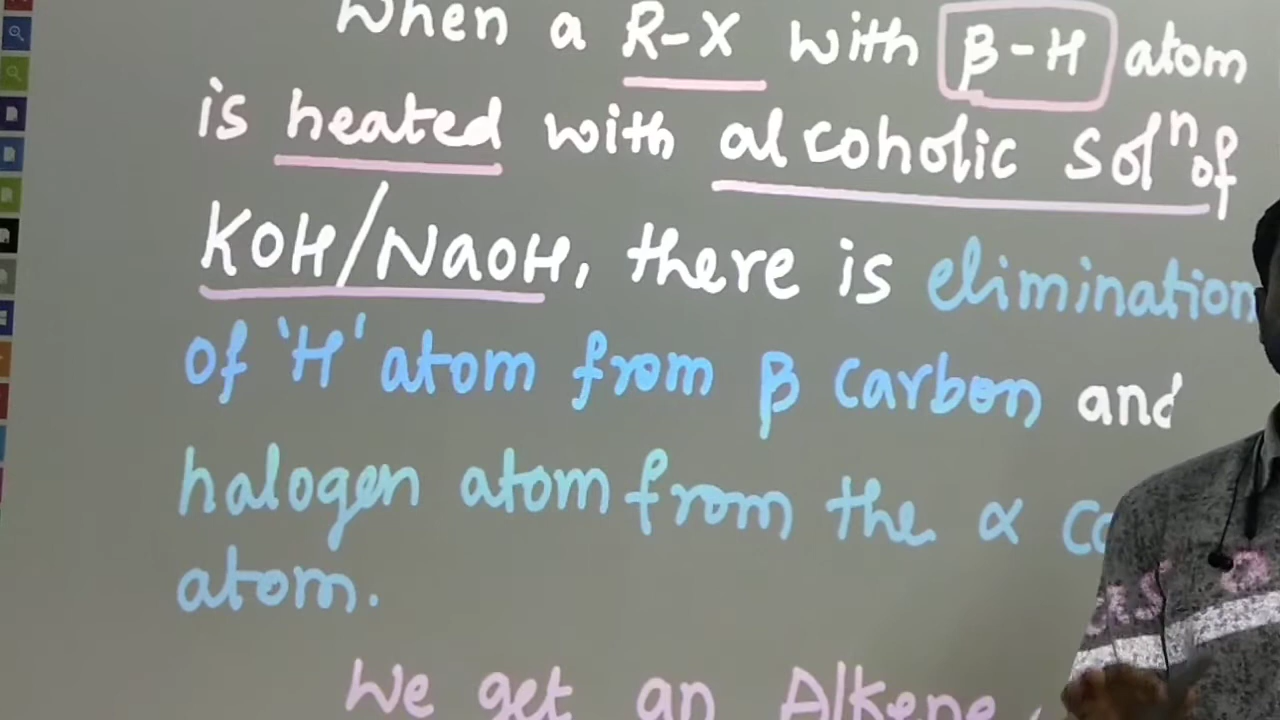 When a R-X with β-H atom
is heated with alcoholic solⁿ of
KOH/NaOH, there is elimination
of 'H' atom from β carbon and
halogen atom from the α
atom.
We get an Alkene.